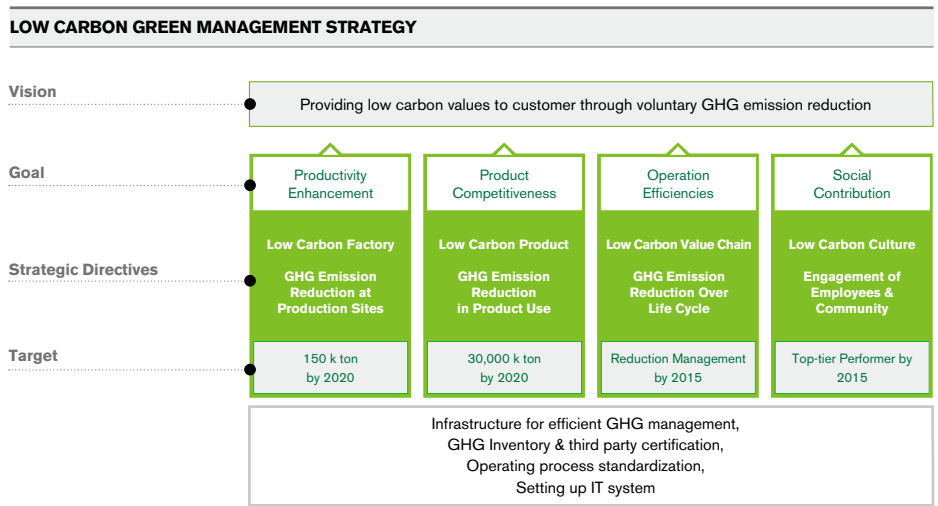 LOW CARBON GREEN MANAGEMENT STRATEGY
Vision
Providing low carbon values to customer through voluntary GHG emission reduction
Goal
Productivity
Enhancement
Product
Competitiveness
Operation
Efficiencies
Social
Contribution
Strategic Directives
Low Carbon Factory
GHG Emission
Reduction at
Production Sites
Low Carbon Product
GHG Emission
Reduction
in Product Use
Low Carbon Value Chain
GHG Emission
Reduction Over
Life Cycle
Low Carbon Culture
Engagement of
Employees &
Community
Target
150 k ton
by 2020
30,000 k ton
by 2020
Reduction Management
by 2015
Top-tier Performer by
2015
Infrastructure for efficient GHG management,
GHG Inventory & third party certification,
Operating process standardization,
Setting up IT system